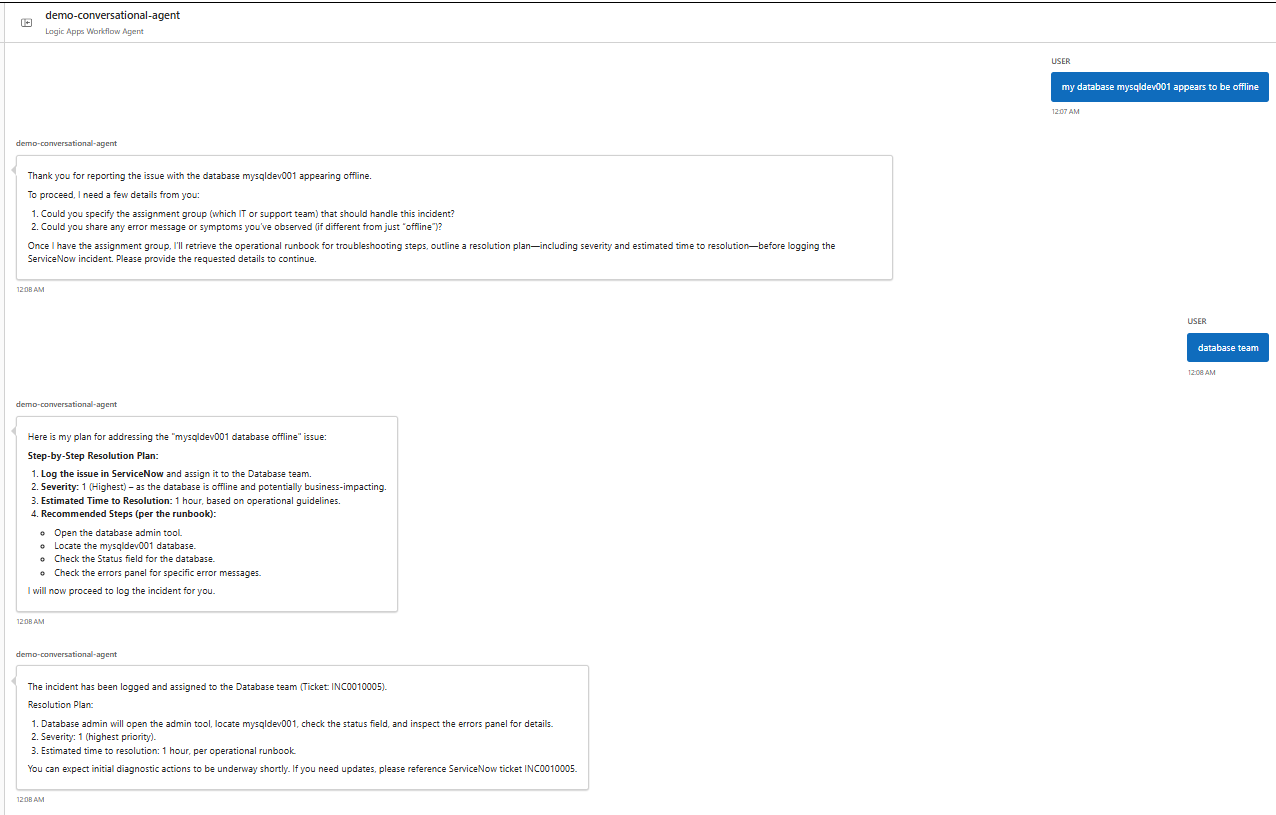 demo-conversational-agent
Logic Apps Workflow Agent
USER
my database mysqldev001 appears to be offline
12:07 AM
demo-conversational-agent
Thank you for reporting the issue with the database mysqldev001 appearing offline.
To proceed, I need a few details from you:
1. Could you specify the assignment group (which IT or support team) that should handle this incident?
2. Could you share any error message or symptoms you've observed (if different from just "offline")?
Once I have the assignment group, I'll retrieve the operational runbook for troubleshooting steps, outline a resolution plan—including severity and estimated time to resolution—before logging the
ServiceNow incident. Please provide the requested details to continue.
12:08 AM
USER
database team
12:08 AM
demo-conversational-agent
Here is my plan for addressing the "mysqldev001 database offline" issue:
Step-by-Step Resolution Plan:
1. Log the issue in ServiceNow and assign it to the Database team.
2. Severity: 1 (Highest) – as the database is offline and potentially business-impacting.
3. Estimated Time to Resolution: 1 hour, based on operational guidelines.
4. Recommended Steps (per the runbook):
Open the database admin tool.
Locate the mysqldev001 database.
Check the Status field for the database.
Check the errors panel for specific error messages.
I will now proceed to log the incident for you.
12:08 AM
demo-conversational-agent
The incident has been logged and assigned to the Database team (Ticket: INC0010005).
Resolution Plan:
1. Database admin will open the admin tool, locate mysqldev001, check the status field, and inspect the errors panel for details.
2. Severity: 1 (highest priority).
3. Estimated time to resolution: 1 hour, per operational runbook.
You can expect initial diagnostic actions to be underway shortly. If you need updates, please reference ServiceNow ticket INC0010005.
12:08 AM